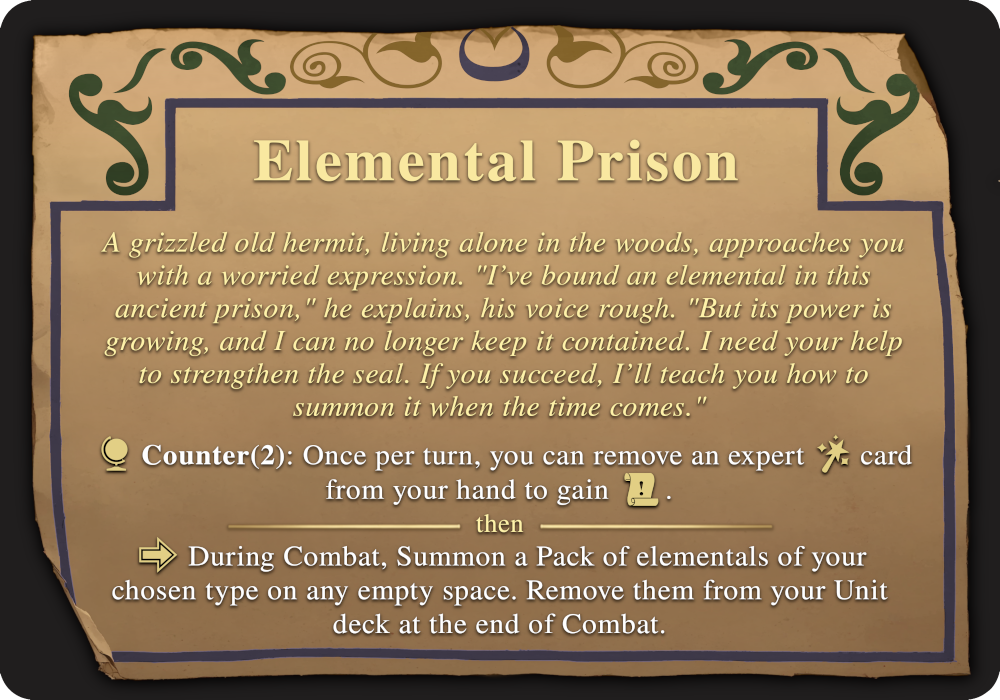 Elemental Prison
A grizzled old hermit, living alone in the woods, approaches you
with a worried expression. "I've bound an elemental in this
ancient prison," he explains, his voice rough. "But its power is
growing, and I can no longer keep it contained. I need your help
to strengthen the seal. If you succeed, I'll teach you how to
summon it when the time comes."
Counter(2): Once per turn, you can remove an expert card
from your hand to gain ! .
then
During Combat, Summon a Pack of elementals of your
chosen type on any empty space. Remove them from your Unit
deck at the end of Combat.